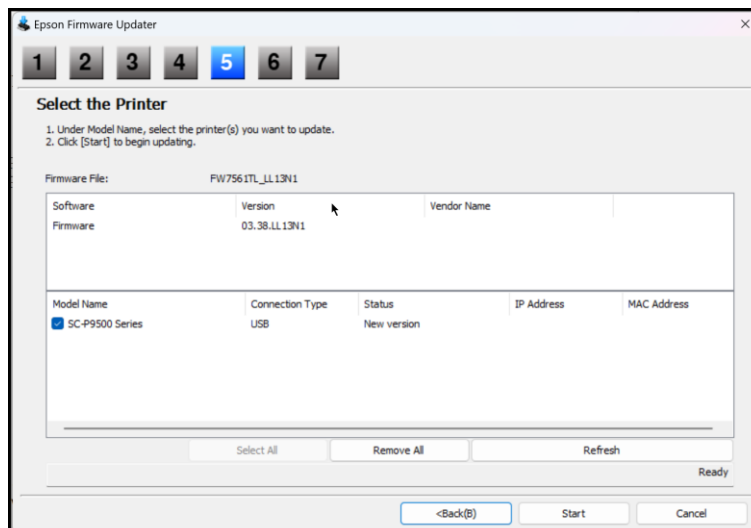 Epson Firmware Updater
1 2 3 4 5 6 7
Select the Printer
1. Under Model Name, select the printer(s) you want to update.
2. Click [Start] to begin updating.
Firmware File: FW7561TL_LL13N1
Software Version Vendor Name
Firmware 03.38.LL13N1
Model Name Connection Type Status IP Address MAC Address
SC-P9500 Series USB New version
Select All Remove All Refresh
Ready
<Back(B) Start Cancel